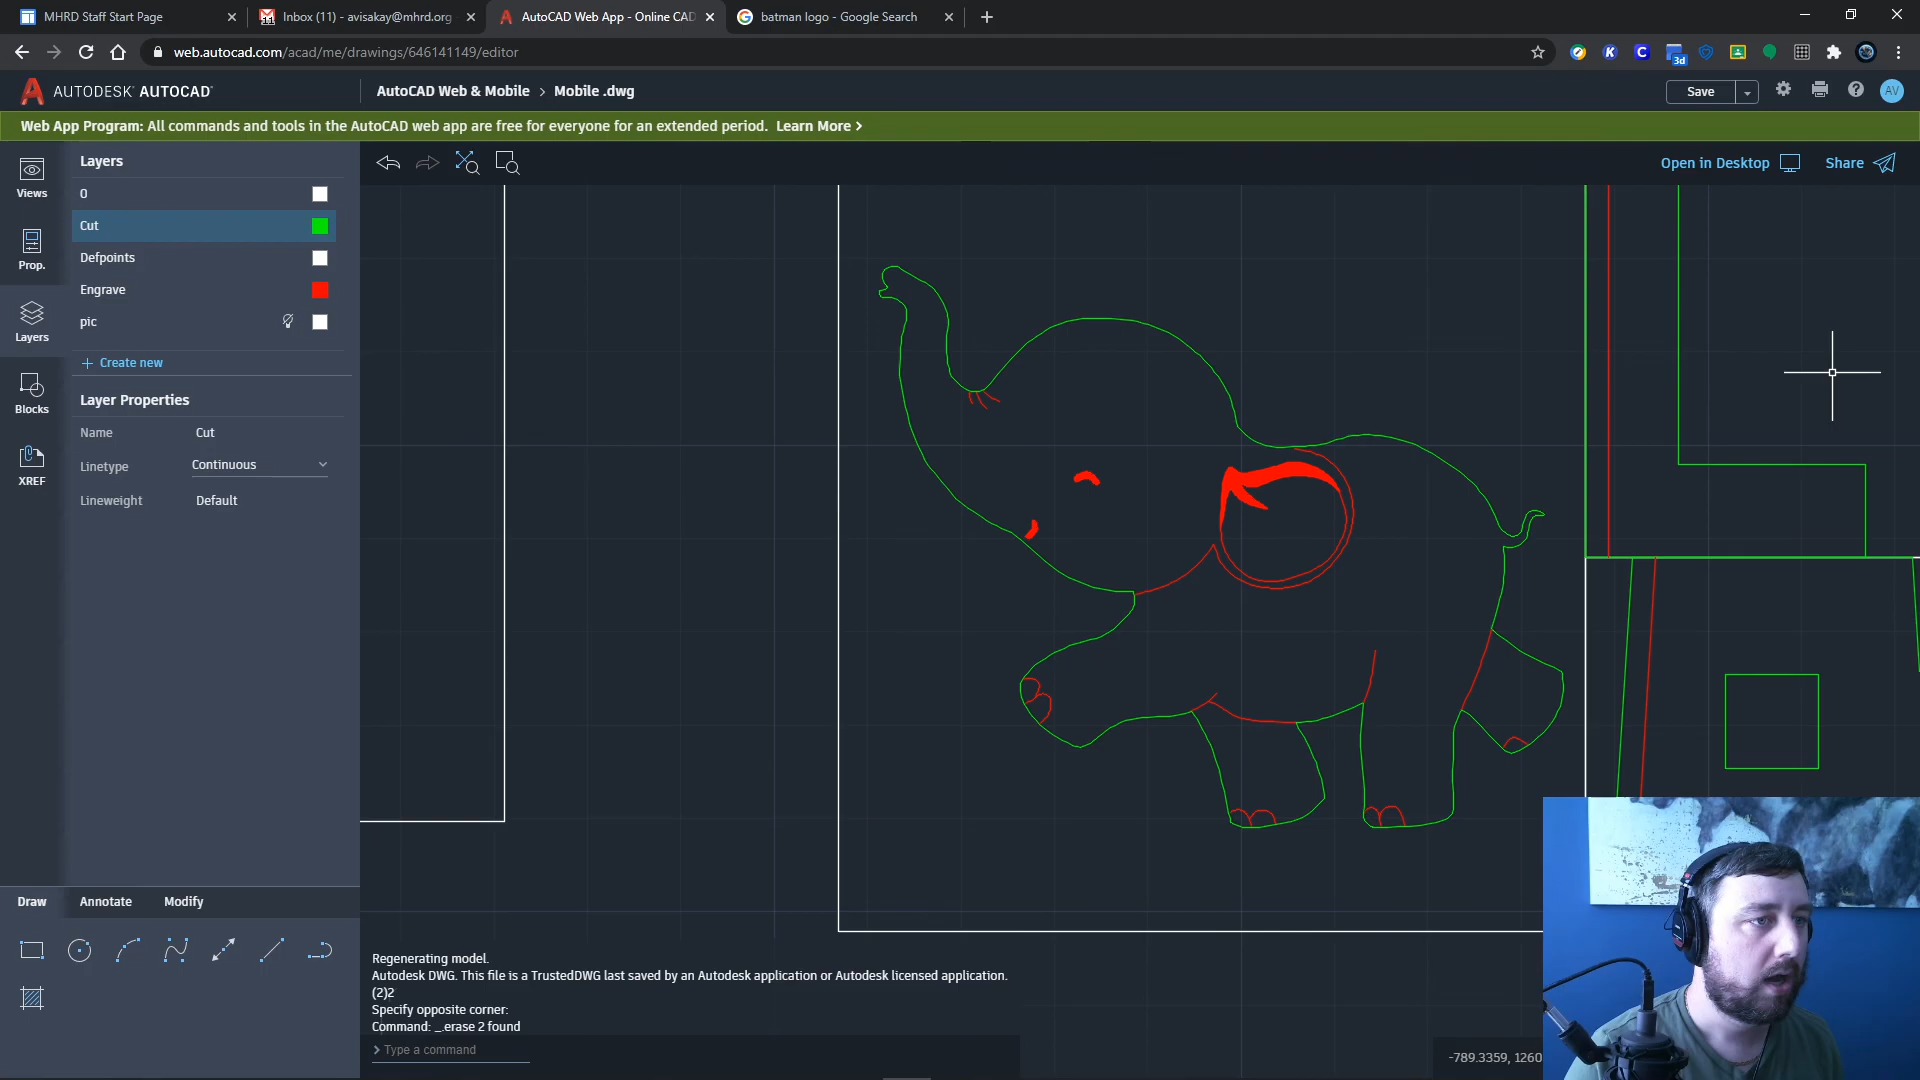 MHRD Staff Start Page
11
Inbox (11) - avisakay@mhrd.org
AutoCAD Web App - Online CAD
batman logo - Google Search
web.autocad.com/acad/me/drawings/646141149/editor
K
C
3d
AUTODESK AUTOCAD
AutoCAD Web & Mobile > Mobile .dwg
Save
AV
Web App Program: All commands and tools in the AutoCAD web app are free for everyone for an extended period. Learn More >
Views
Prop.
Layers
Blocks
XREF
Layers
0
Cut
Defpoints
Engrave
pic
+ Create new
Layer Properties
Name Cut
Linetype Continuous
Lineweight Default
Open in Desktop
Share
Draw Annotate Modify
Regenerating model.
Autodesk DWG. This file is a TrustedDWG last saved by an Autodesk application or Autodesk licensed application.
(2)2
Specify opposite corner:
Command: _.erase 2 found
> Type a command
-789.3359, 1260